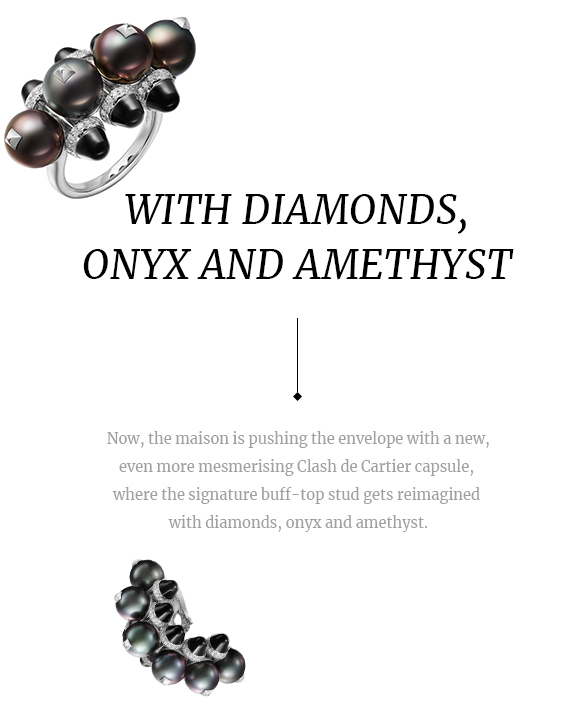 WITH DIAMONDS,
ONYX AND AMETHYST
Now, the maison is pushing the envelope with a new,
even more mesmerising Clash de Cartier capsule,
where the signature buff-top stud gets reimagined
with diamonds, onyx and amethyst.